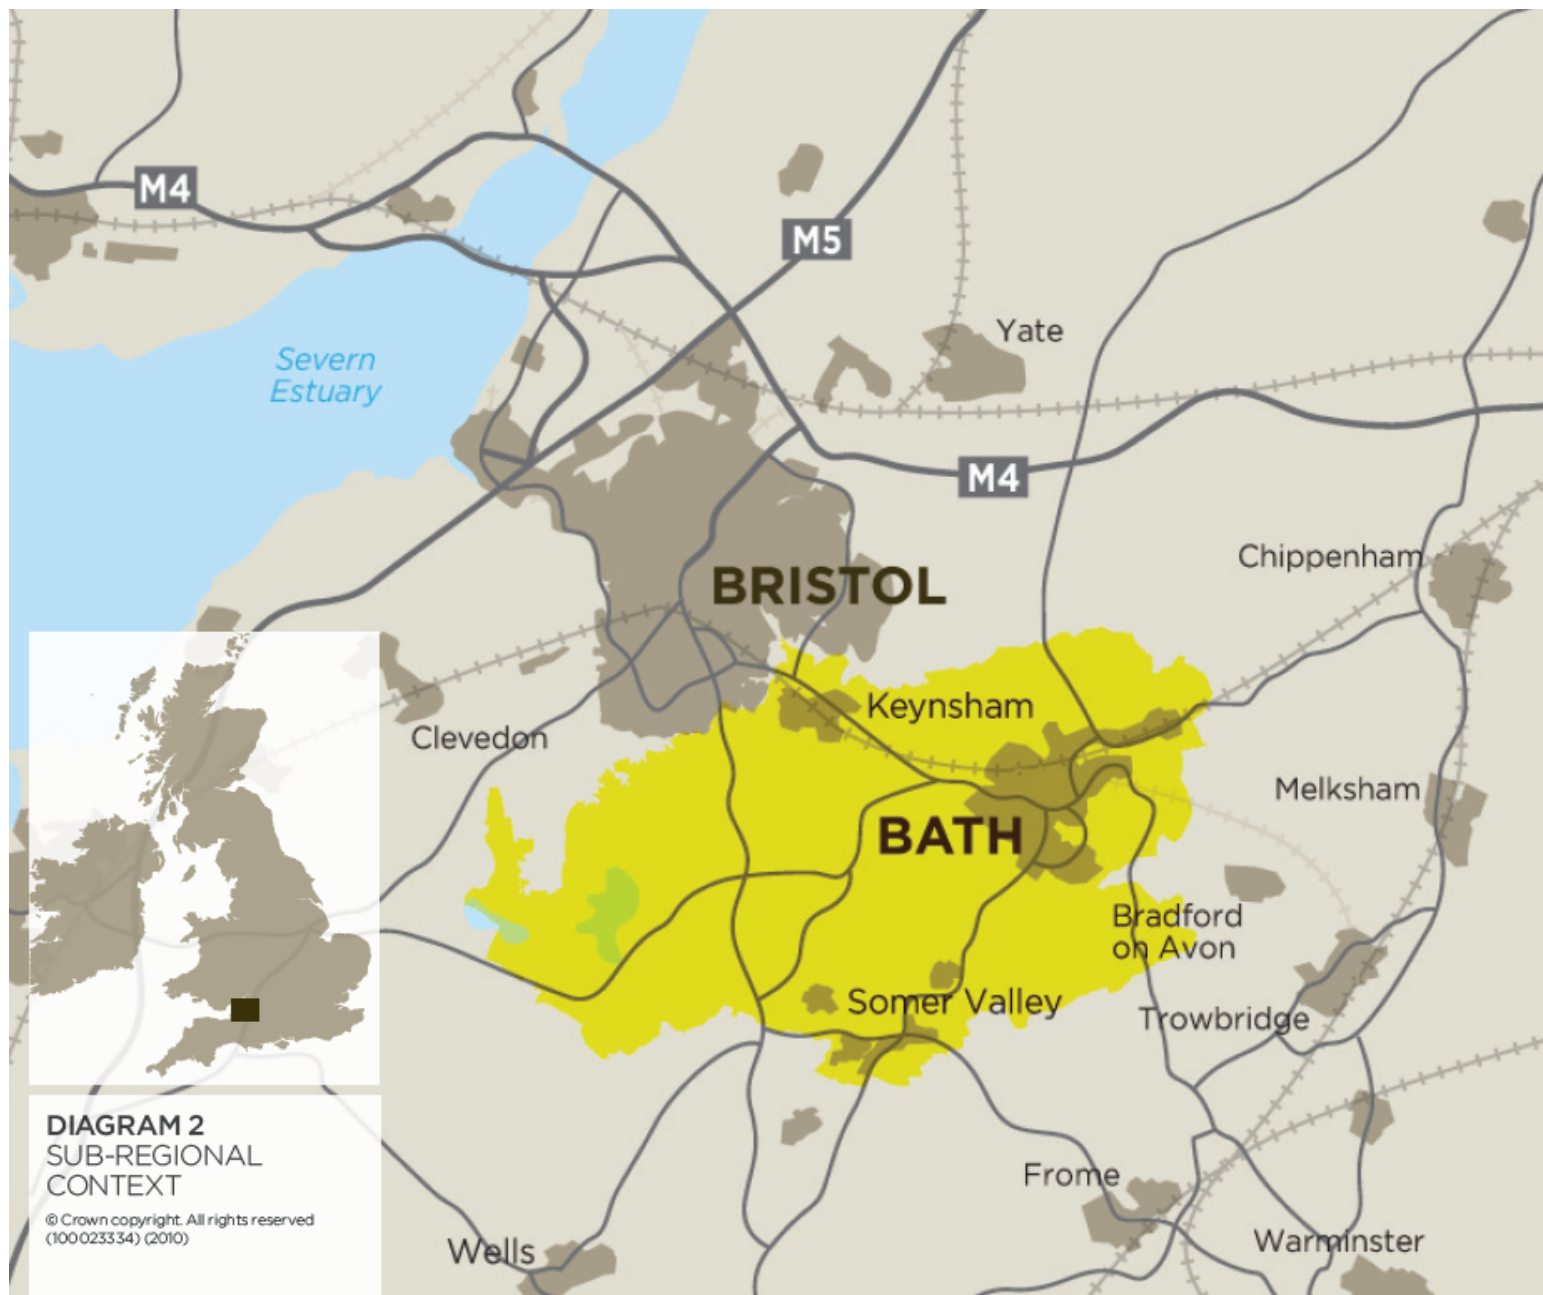 M4
M5
Yate
Severn
Estuary
M4
Chippenham
BRISTOL
Keynsham
Clevedon
Melksham
BATH
Bradford
on Avon
Somer Valley
Trowbridge
DIAGRAM 2
SUB-REGIONAL
CONTEXT
© Crown copyright. All rights reserved
(100023334) (2010)
Frome
Warminster
Wells